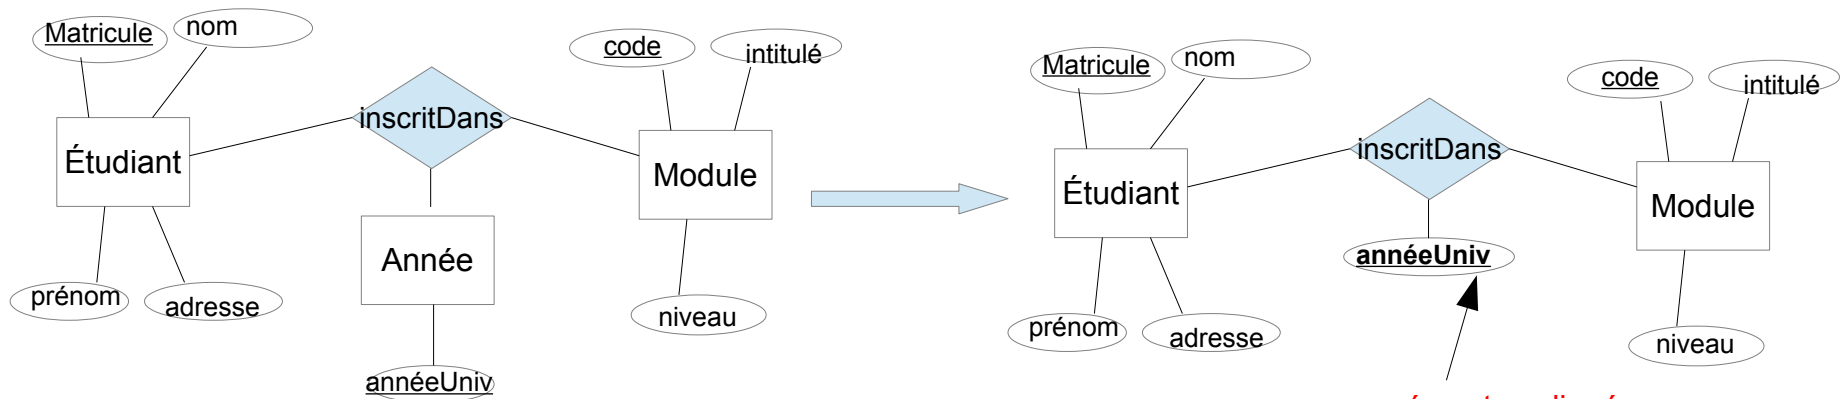 Matricule
nom
code
intitulé
inscritDans
Étudiant
Module
Année
prénom
adresse
niveau
annéeUniv
Matricule
nom
code
intitulé
inscritDans
Étudiant
Module
annéeUniv
prénom
adresse
niveau